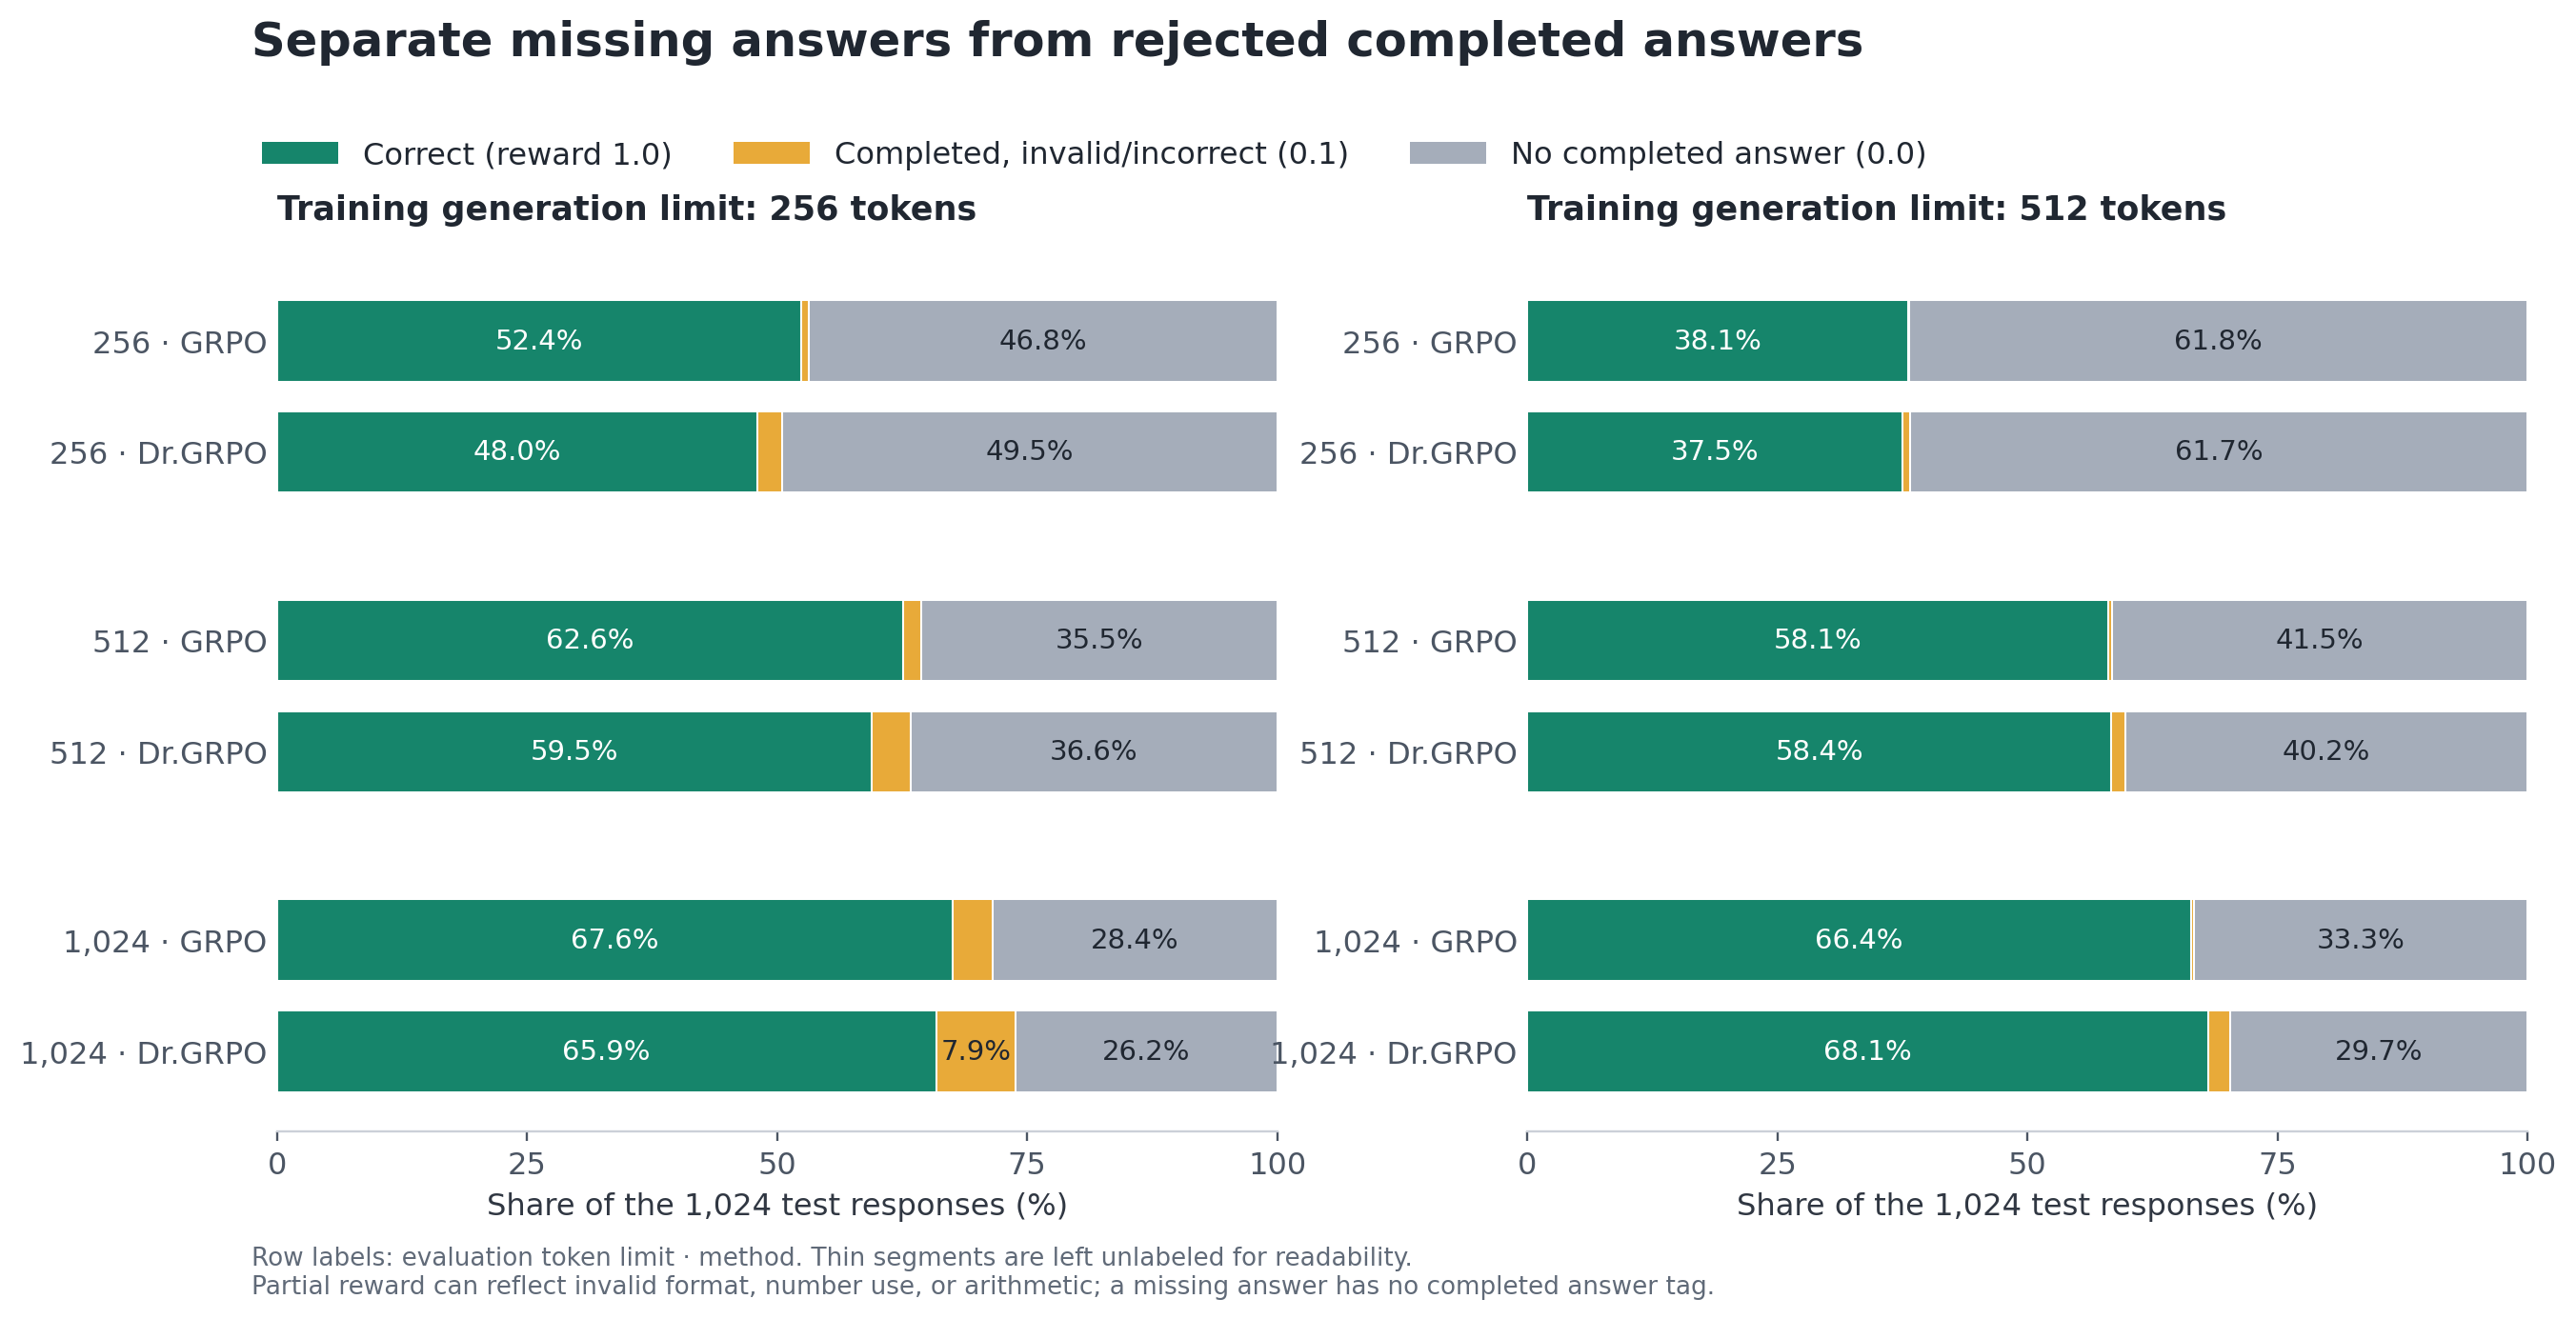 Separate missing answers from rejected completed answers
Correct (reward 1.0)
Completed, invalid/incorrect (0.1)
No completed answer (0.0)
Training generation limit: 256 tokens
256 · GRPO
52.4%
46.8%
256 · Dr.GRPO
48.0%
49.5%
512 · GRPO
62.6%
35.5%
512 · Dr.GRPO
59.5%
36.6%
1,024 · GRPO
67.6%
28.4%
1,024 · Dr.GRPO
65.9%
7.9%
26.2%
0
25
50
75
100
Share of the 1,024 test responses (%)
Training generation limit: 512 tokens
256 · GRPO
38.1%
61.8%
256 · Dr.GRPO
37.5%
61.7%
512 · GRPO
58.1%
41.5%
512 · Dr.GRPO
58.4%
40.2%
1,024 · GRPO
66.4%
33.3%
1,024 · Dr.GRPO
68.1%
29.7%
0
25
50
75
100
Share of the 1,024 test responses (%)
Row labels: evaluation token limit · method. Thin segments are left unlabeled for readability.
Partial reward can reflect invalid format, number use, or arithmetic; a missing answer has no completed answer tag.